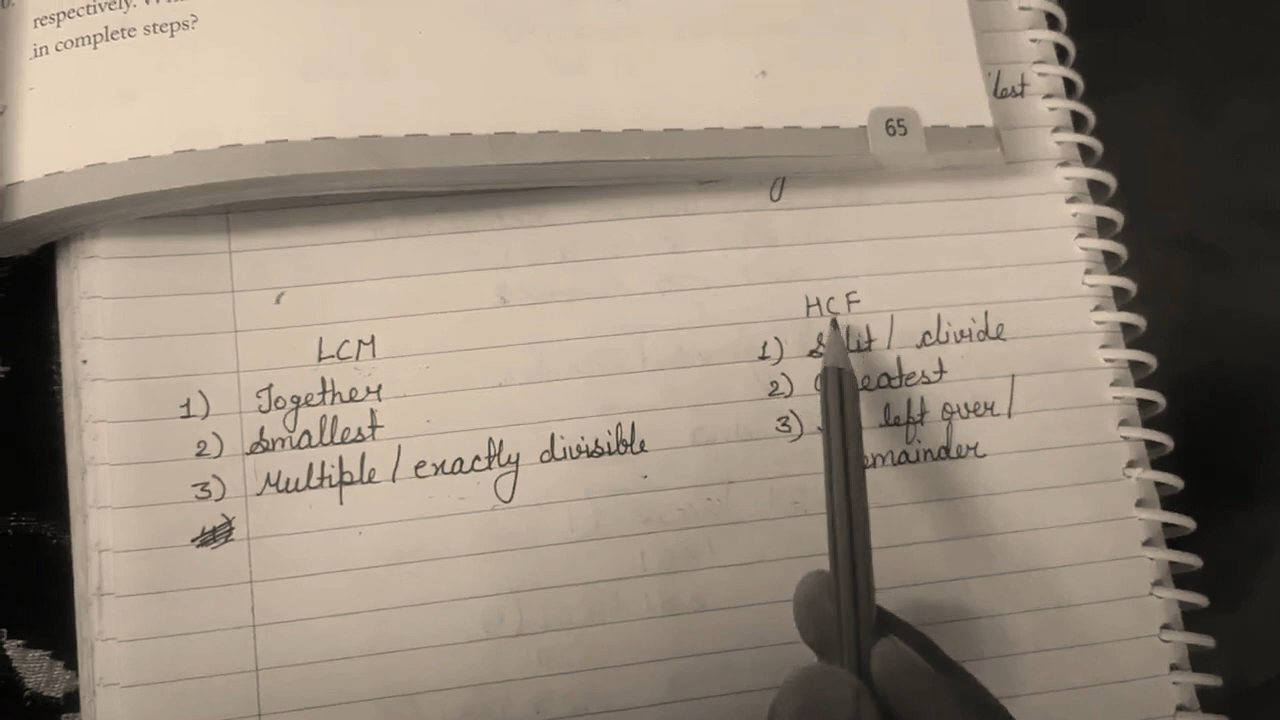 respectively.
in complete steps?
65
LCM
1) Together
2) Smallest
3) Multiple / exactly divisible
HCF
1) Split / divide
2) Greatest
3) left over /
remainder